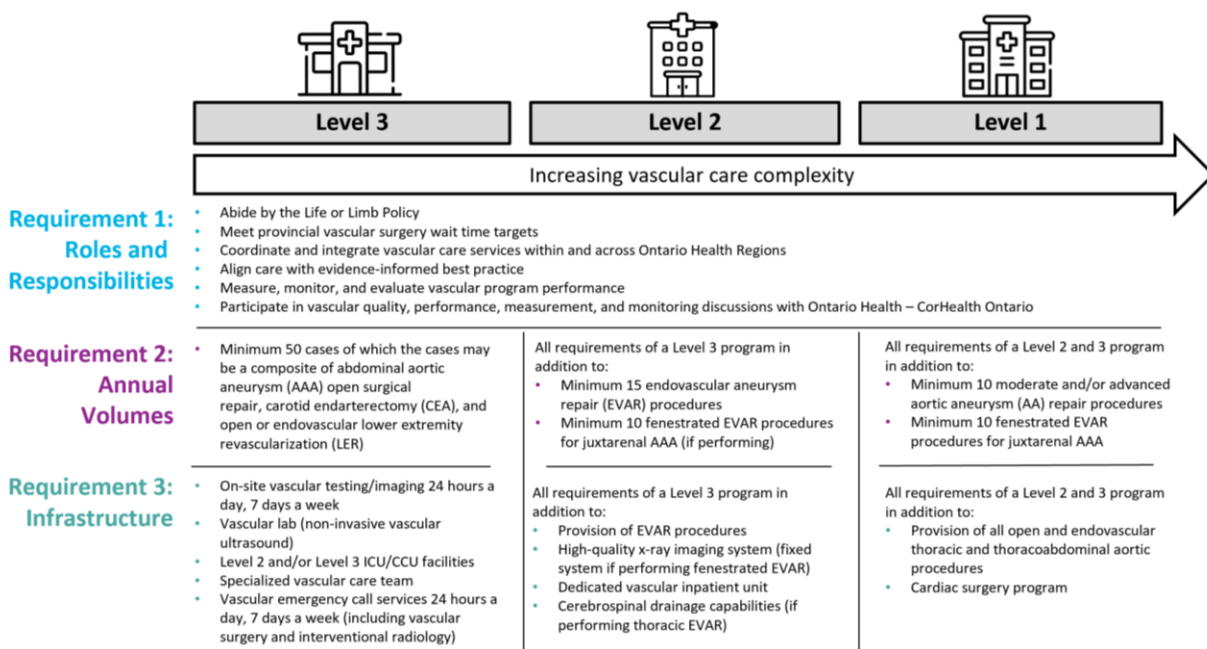 Level 3
Level 2
Level 1
Increasing vascular care complexity
Requirement 1:
Roles and
Responsibilities
• Abide by the Life or Limb Policy
• Meet provincial vascular surgery wait time targets
• Coordinate and integrate vascular care services within and across Ontario Health Regions
• Align care with evidence-informed best practice
• Measure, monitor, and evaluate vascular program performance
• Participate in vascular quality, performance, measurement, and monitoring discussions with Ontario Health – CorHealth Ontario
Requirement 2:
Annual
Volumes
• Minimum 50 cases of which the cases may
be a composite of abdominal aortic
aneurysm (AAA) open surgical
repair, carotid endarterectomy (CEA), and
open or endovascular lower extremity
revascularization (LER)
All requirements of a Level 3 program in
addition to:
• Minimum 15 endovascular aneurysm
repair (EVAR) procedures
• Minimum 10 fenestrated EVAR procedures
for juxtarenal AAA (if performing)
All requirements of a Level 2 and 3 program
in addition to:
• Minimum 10 moderate and/or advanced
aortic aneurysm (AA) repair procedures
• Minimum 10 fenestrated EVAR
procedures for juxtarenal AAA
Requirement 3:
Infrastructure
• On-site vascular testing/imaging 24 hours a
day, 7 days a week
• Vascular lab (non-invasive vascular
ultrasound)
• Level 2 and/or Level 3 ICU/CCU facilities
• Specialized vascular care team
• Vascular emergency call services 24 hours a
day, 7 days a week (including vascular
surgery and interventional radiology)
All requirements of a Level 3 program in
addition to:
• Provision of EVAR procedures
• High-quality x-ray imaging system (fixed
system if performing fenestrated EVAR)
• Dedicated vascular inpatient unit
• Cerebrospinal drainage capabilities (if
performing thoracic EVAR)
All requirements of a Level 2 and 3 program
in addition to:
• Provision of all open and endovascular
thoracic and thoracoabdominal aortic
procedures
• Cardiac surgery program